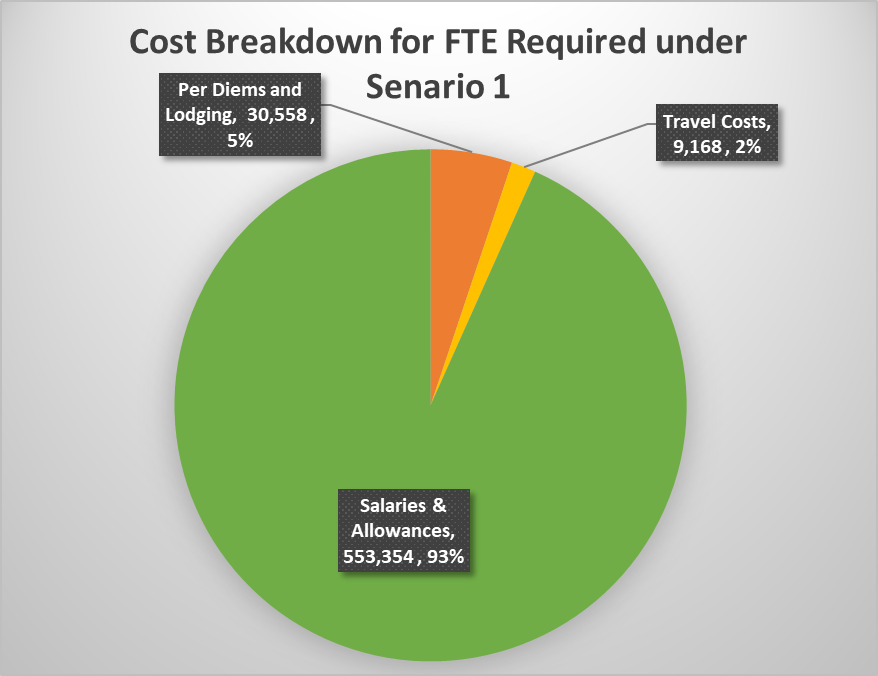 Cost Breakdown for FTE Required under
Senario 1
Per Diems and
Lodging,  30,558 ,
5%
Travel Costs,
9,168 , 2%
Salaries &
Allowances,
553,354 , 93%